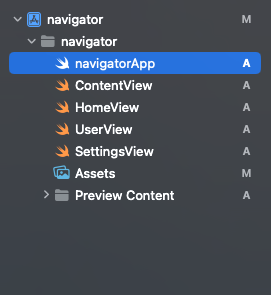 navigator M
navigator
navigatorApp A
ContentView A
HomeView A
UserView A
SettingsView A
Assets M
Preview Content A